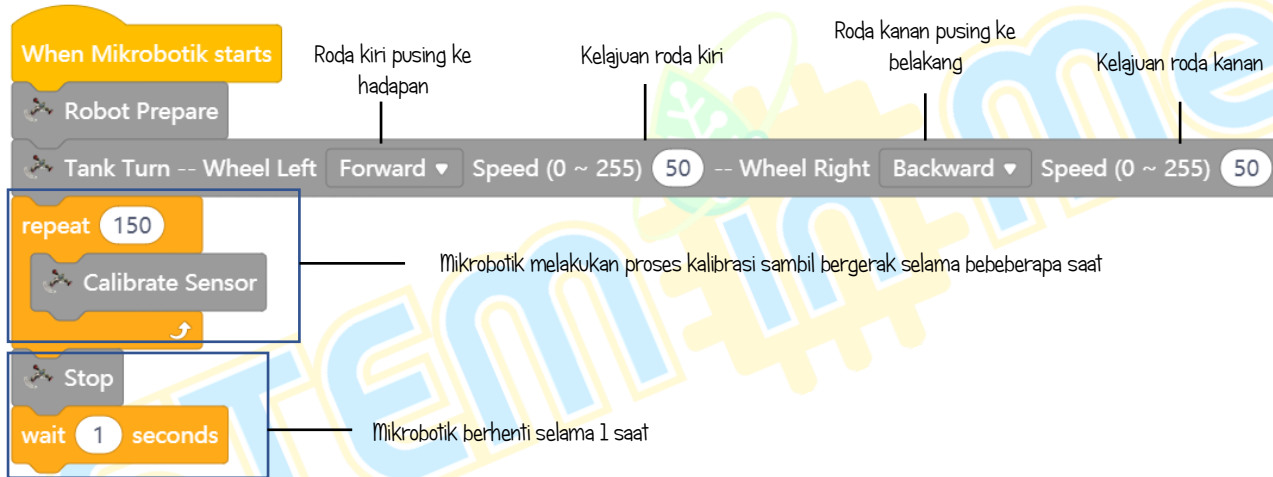 When Mikrobotik starts
Roda kiri pusing ke
hadapan
Kelajuan roda kiri
Roda kanan pusing ke
belakang
Kelajuan roda kanan
Robot Prepare
Tank Turn -- Wheel Left Forward Speed (0 ~ 255) 50 -- Wheel Right Backward Speed (0 ~ 255) 50
repeat 150
Calibrate Sensor
Mikrobotik melakukan proses kalibrasi sambil bergerak selama bebeberapa saat
Stop
wait 1 seconds
Mikrobotik berhenti selama 1 saat
STEM in me